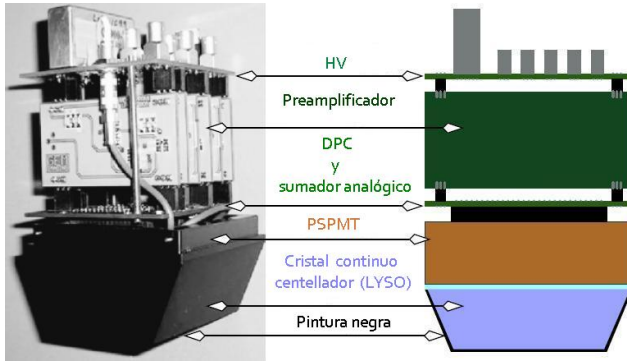 HV
Preamplificador
DPC
y
sumador analógico
PSPMT
Cristal continuo
centellador (LYSO)
Pintura negra